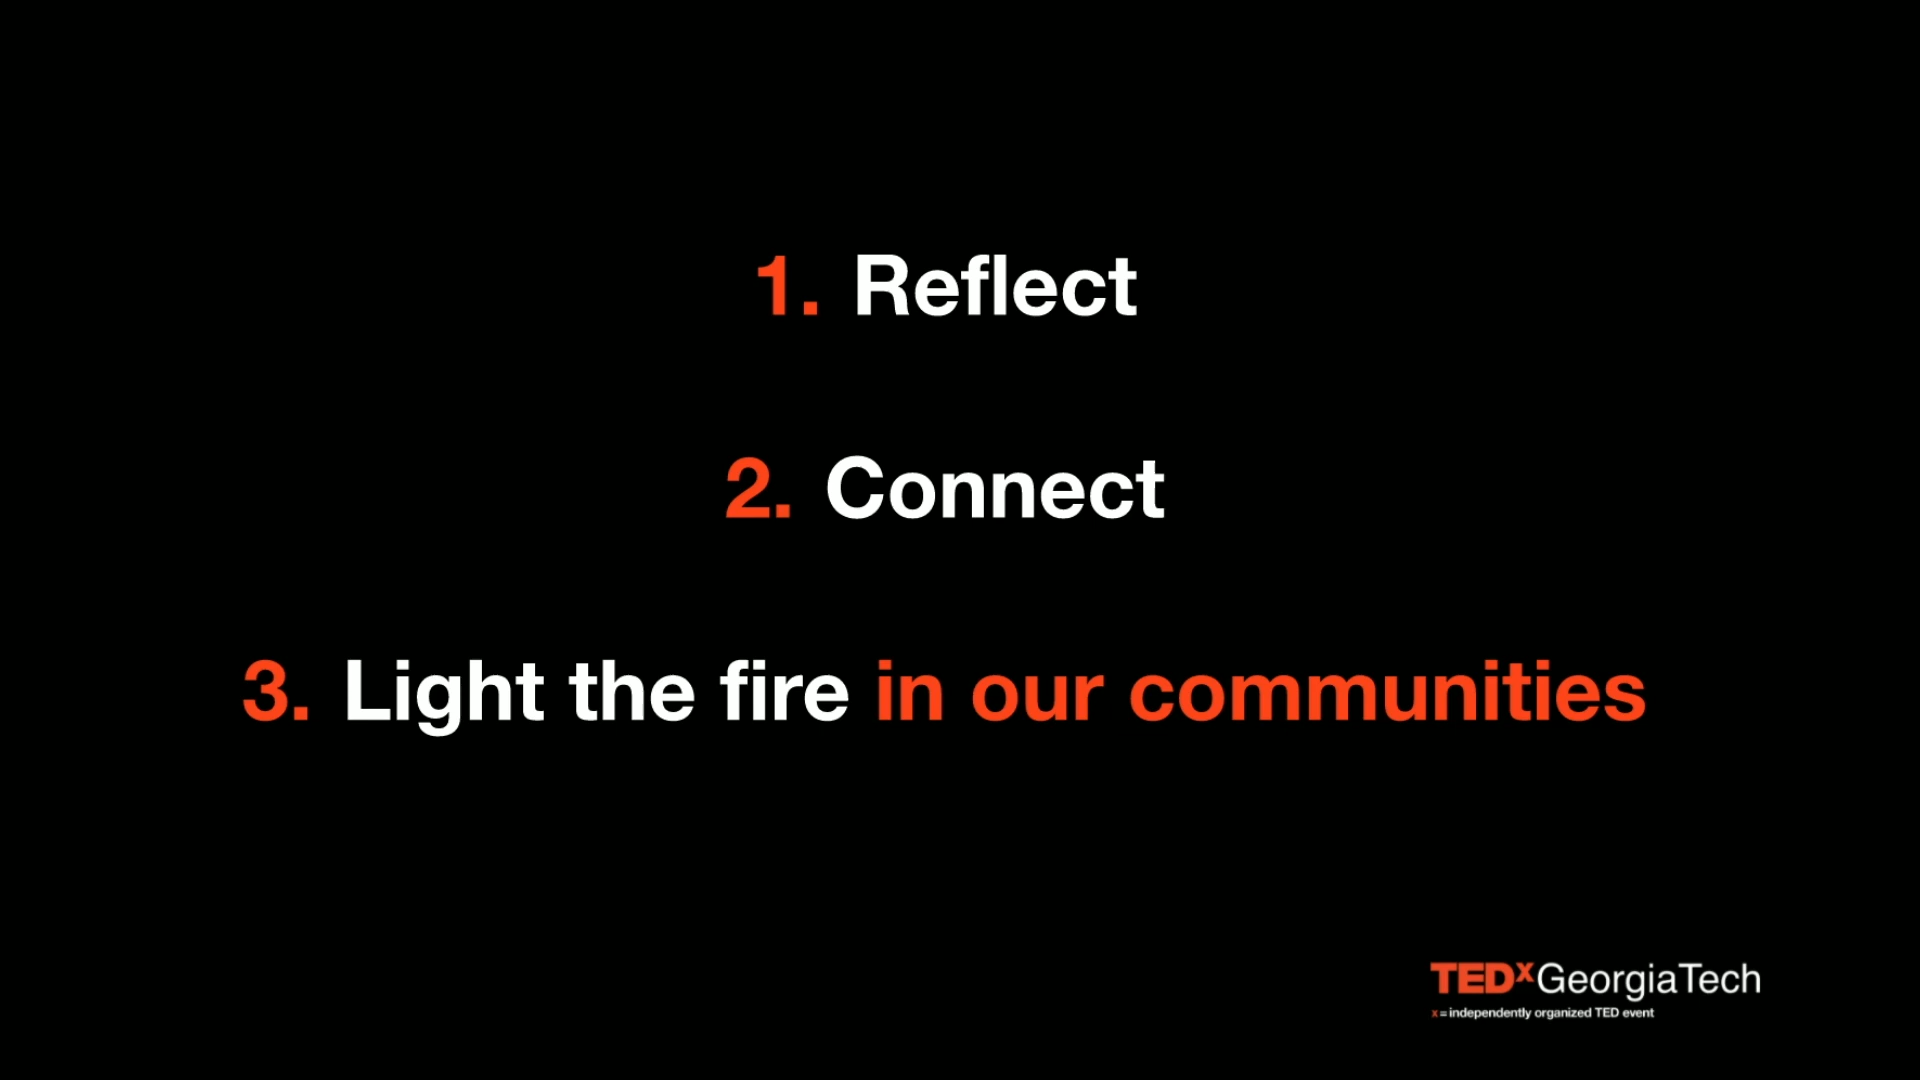 1. Reflect
2. Connect
3. Light the fire in our communities
TEDxGeorgiaTech
x = independently organized TED event